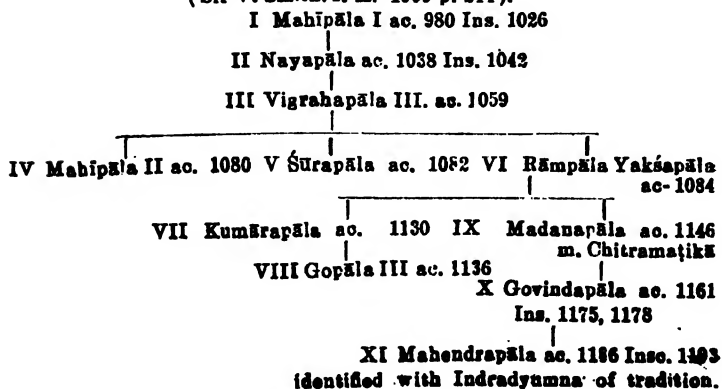 I Mahīpāla I ac. 980 Ins. 1026
II Nayapāla ac. 1038 Ins. 1042
III Vigrahapāla III. ac. 1059
IV Mahīpāla II ac. 1080 V Śūrapāla ac. 1082 VI Rāmpāla Yakśapāla
ac- 1084
VII Kumārapāla ac. 1130 IX Madanapāla ac. 1146
m. Chitramaṭikā
VIII Gopāla III ac. 1136
X Govindapāla ac. 1161
Ins. 1175, 1178
XI Mahendrapāla ac. 1186 Insc. 1193
identified with Indradyumna of tradition.